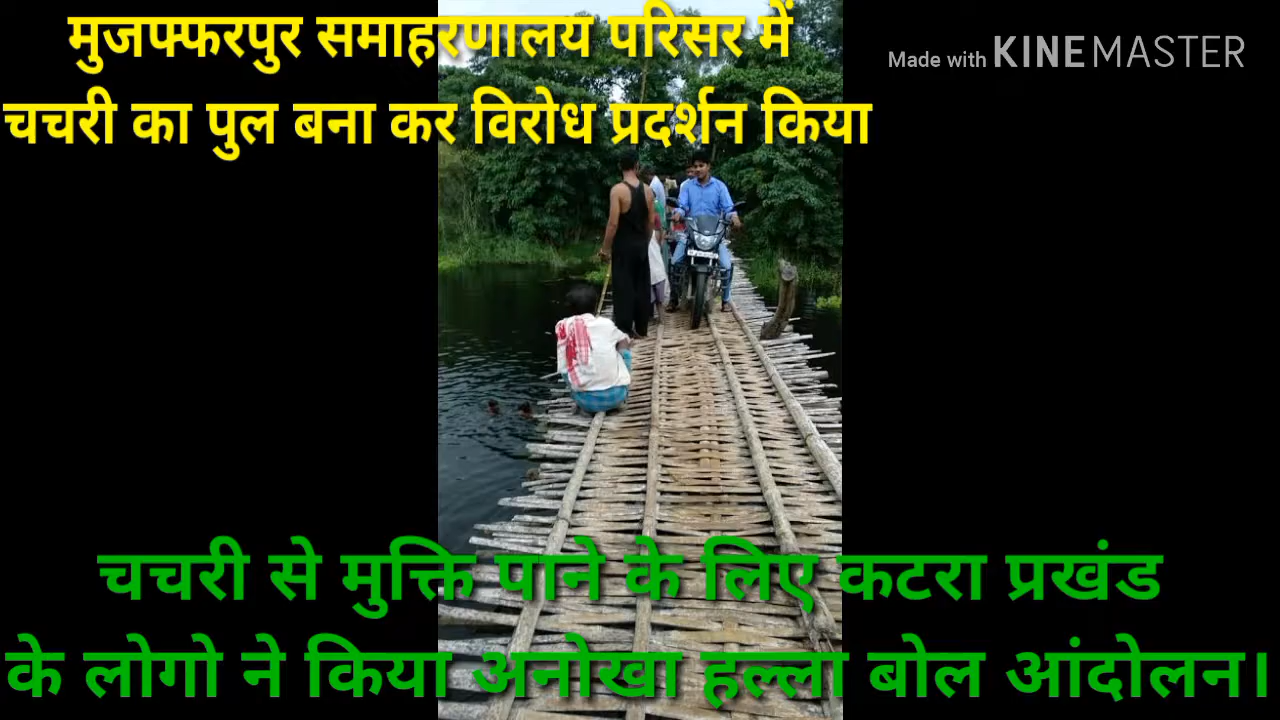 मुजफ्फरपुर समाहरणालय परिसर में
Made with KINEMASTER
चचरी का पुल बना कर विरोध प्रदर्शन किया
चचरी से मुक्ति पाने के लिए कटरा प्रखंड
के लोगो ने किया अनोखा हल्ला बोल आंदोलन।